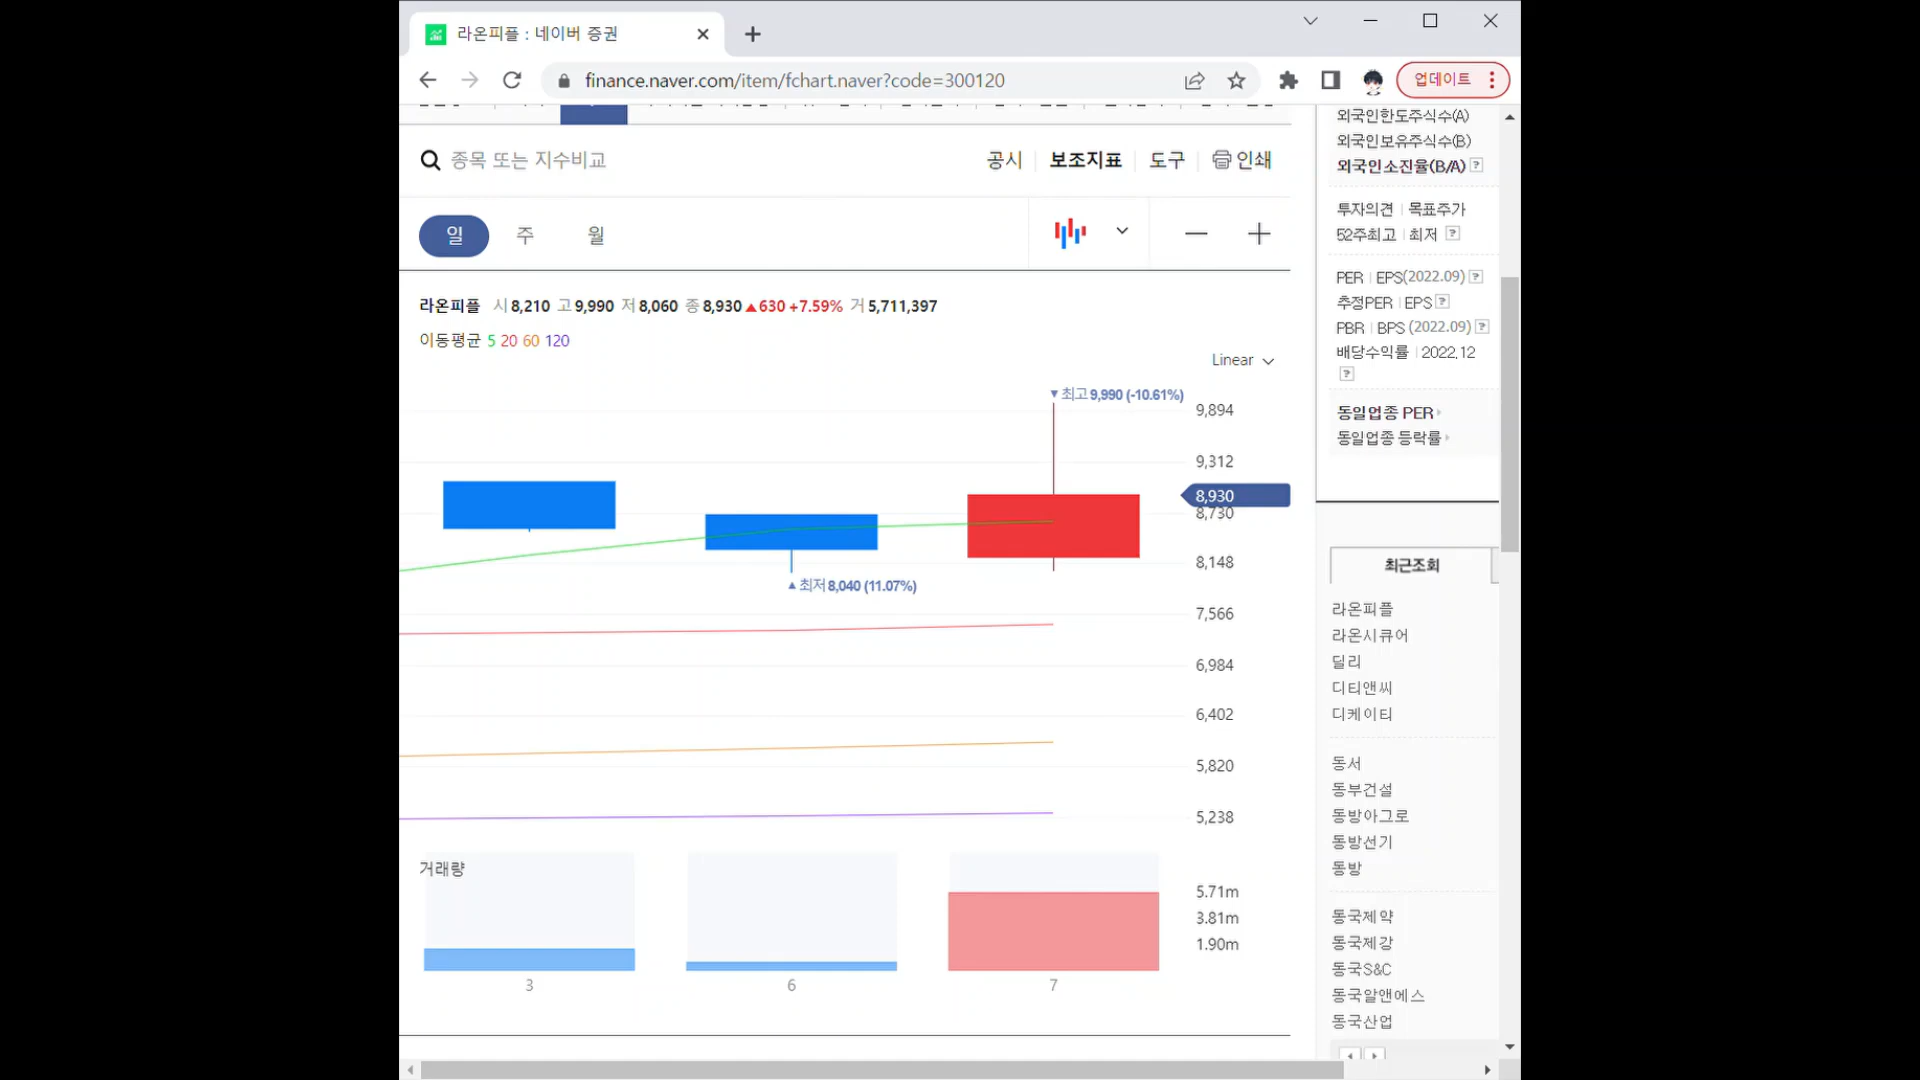 라온피플 : 네이버 증권
finance.naver.com/item/fchart.naver?code=300120
업데이트
종목 또는 지수비교
공시 보조지표 도구 인쇄
일 주 월
라온피플 시 8,210 고 9,990 저 8,060 종 8,930 ▲630 +7.59% 거 5,711,397
이동평균 5 20 60 120
Linear
▼최고 9,990 (-10.61%)
9,894
9,312
8,930
8,730
8,148
▲최저 8,040 (11.07%)
7,566
6,984
6,402
5,820
5,238
거래량
5.71m
3.81m
1.90m
3 6 7
외국인한도주식수(A)
외국인보유주식수(B)
외국인소진율(B/A) ?
투자의견 | 목표주가
52주최고 | 최저 ?
PER | EPS(2022.09) ?
추정PER | EPS ?
PBR | BPS (2022.09) ?
배당수익률 | 2022.12
?
동일업종 PER
동일업종 등락률
최근조회
라온피플
라온시큐어
딜리
디티앤씨
디케이티
동서
동부건설
동방아그로
동방선기
동방
동국제약
동국제강
동국S&C
동국알앤에스
동국산업